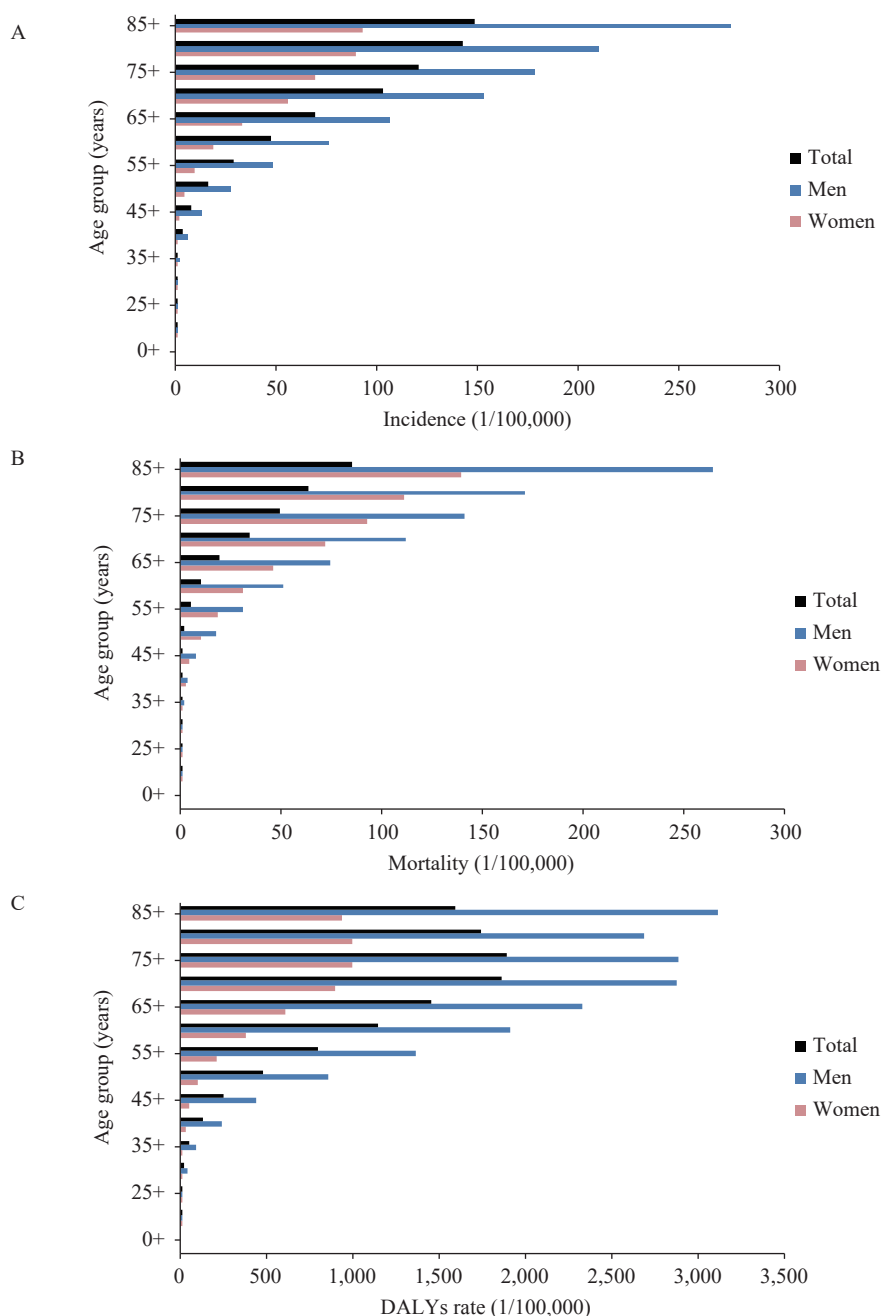 A
Age group (years)
85+
75+
65+
55+
45+
35+
25+
0+
0 50 100 150 200 250 300
Incidence (1/100,000)
Total
Men
Women
B
Age group (years)
85+
75+
65+
55+
45+
35+
25+
0+
0 50 100 150 200 250 300
Mortality (1/100,000)
Total
Men
Women
C
Age group (years)
85+
75+
65+
55+
45+
35+
25+
0+
0 500 1,000 1,500 2,000 2,500 3,000 3,500
DALYs rate (1/100,000)
Total
Men
Women